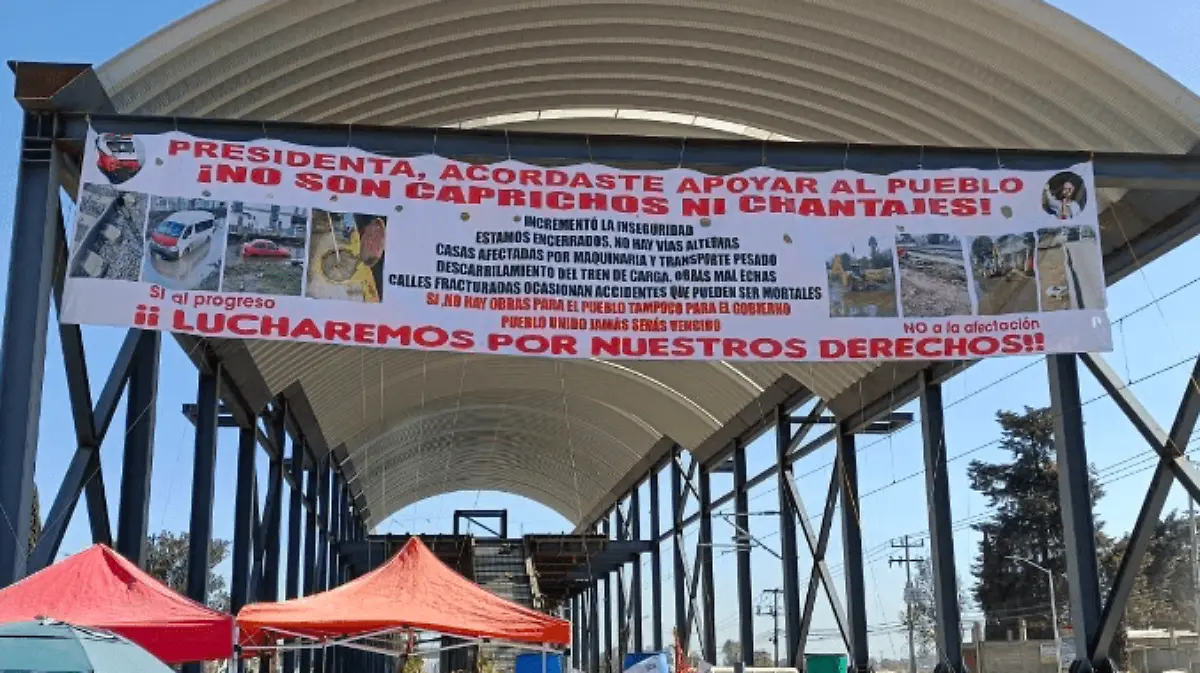 PRESIDENTA, ACORDASTE APOYAR AL PUEBLO
¡NO SON CAPRICHOS NI CHANTAJES!
INCREMENTÓ LA INSEGURIDAD
ESTAMOS ENCERRADOS, NO HAY VÍAS ALTERNAS
CASAS AFECTADAS POR MAQUINARIA Y TRANSPORTE PESADO
DESCARRILAMIENTO DEL TREN DE CARGA, OBRAS MAL ECHAS
CALLES FRACTURADAS OCASIONAN ACCIDENTES QUE PUEDEN SER MORTALES
SI ,NO HAY OBRAS PARA EL PUEBLO TAMPOCO PARA EL GOBIERNO
PUEBLO UNIDO JAMÁS SERÁS VENCIDO
Si al progreso
No a la afectación
¡¡ LUCHAREMOS POR NUESTROS DERECHOS!!